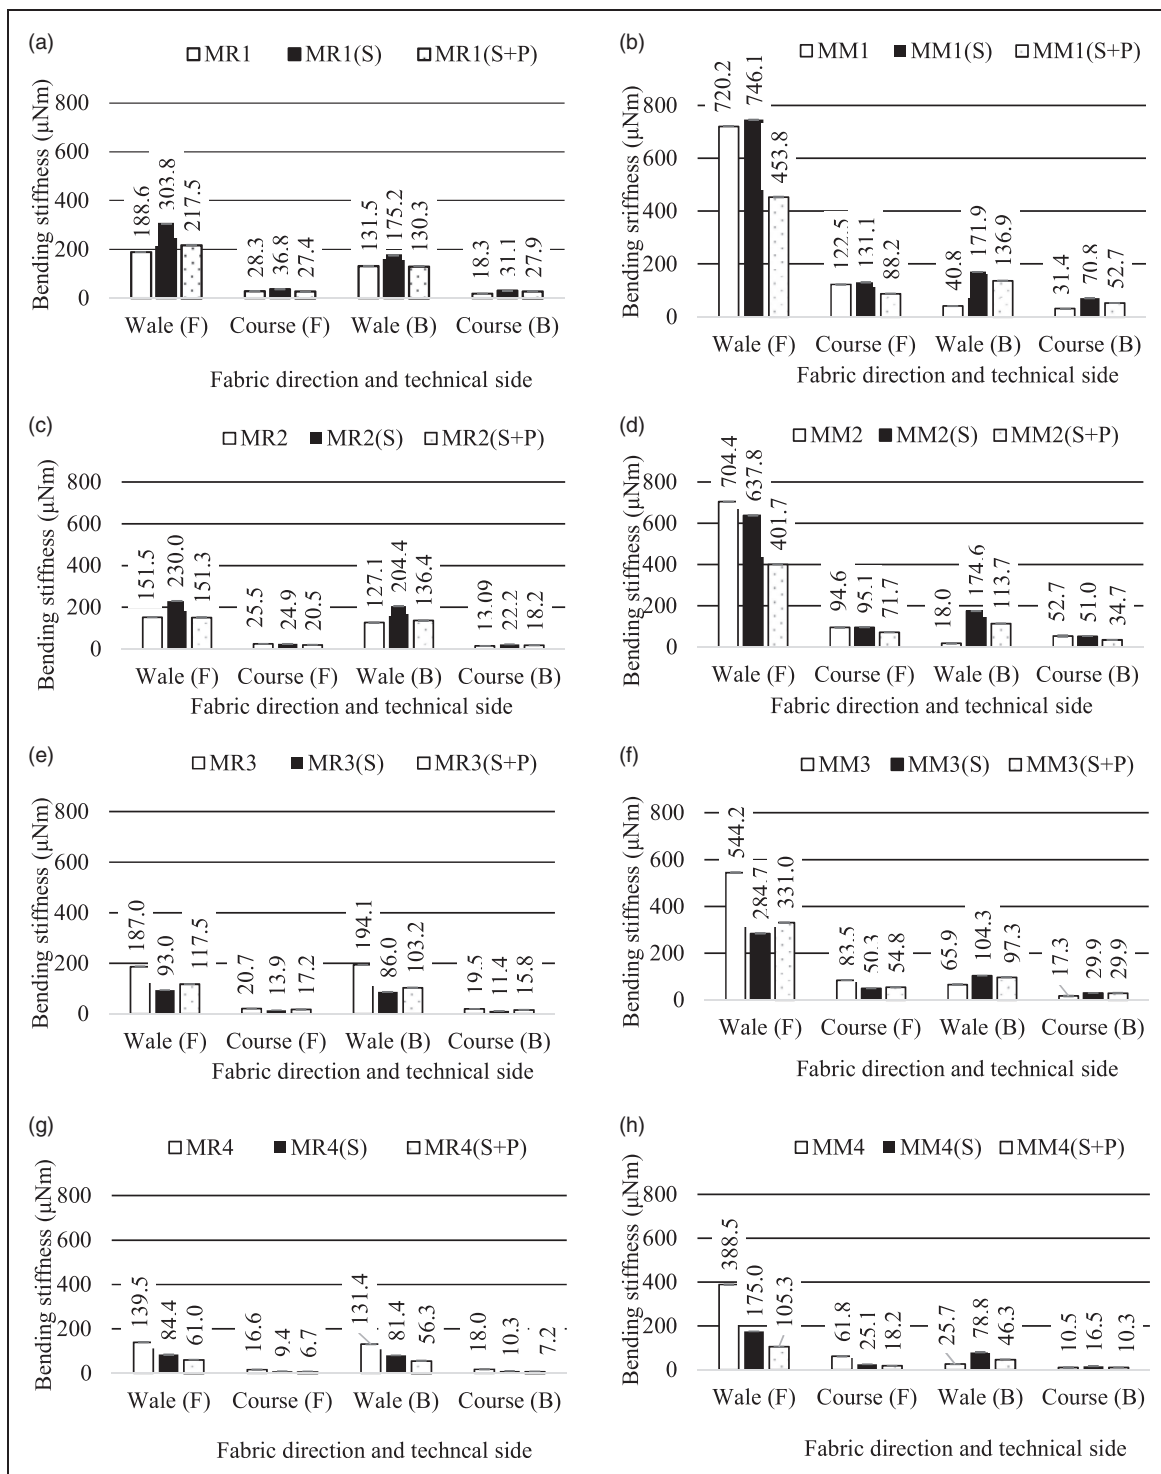 (a)
MR1 MR1(S) MR1(S+P)
Bending stiffness (µNm)
800
600
400
200
0
188.6 303.8 217.5
28.3 36.8 27.4
131.5 175.2 130.3
18.3 31.1 27.9
Wale (F) Course (F) Wale (B) Course (B)
Fabric direction and technical side
(b)
MM1 MM1(S) MM1(S+P)
Bending sriffness (µNm)
800
600
400
200
0
720.2 746.1 453.8
122.5 131.1 88.2
40.8 171.9 136.9
31.4 70.8 52.7
Wale (F) Course (F) Wale (B) Course (B)
Fabric direction and technical side
(c)
MR2 MR2(S) MR2(S+P)
Bending stiffness (µNm)
800
600
400
200
0
151.5 230.0 151.3
25.5 24.9 20.5
127.1 204.4 136.4
13.09 22.2 18.2
Wale (F) Course (F) Wale (B) Course (B)
Fabric direction and technical side
(d)
MM2 MM2(S) MM2(S+P)
Bending stiffness (µNm)
800
600
400
200
0
704.4 637.8 401.7
94.6 95.1 71.7
18.0 174.6 113.7
52.7 51.0 34.7
Wale (F) Course (F) Wale (B) Course (B)
Fabric direction and technical side
(e)
MR3 MR3(S) MR3(S+P)
Bending stiffness (µNm)
800
600
400
200
0
187.0 93.0 117.5
20.7 13.9 17.2
194.1 86.0 103.2
19.5 11.4 15.8
Wale (F) Course (F) Wale (B) Course (B)
Fabric direction and technical side
(f)
MM3 MM3(S) MM3(S+P)
Bending stiffness (µNm)
800
600
400
200
0
544.2 284.7 331.0
83.5 50.3 54.8
65.9 104.3 97.3
17.3 29.9 29.9
Wale (F) Course (F) Wale (B) Course (B)
Fabric direction and technical side
(g)
MR4 MR4(S) MR4(S+P)
Bending stiffness (µNm)
800
600
400
200
0
139.5 84.4 61.0
16.6 9.4 6.7
131.4 81.4 56.3
18.0 10.3 7.2
Wale (F) Course (F) Wale (B) Course (B)
Fabric direction and techncal side
(h)
MM4 MM4(S) MM4(S+P)
Bending stiffness (µNm)
800
600
400
200
0
388.5 175.0 105.3
61.8 25.1 18.2
25.7 78.8 46.3
10.5 16.5 10.3
Wale (F) Course (F) Wale (B) Course (B)
Fabric direction and technical side